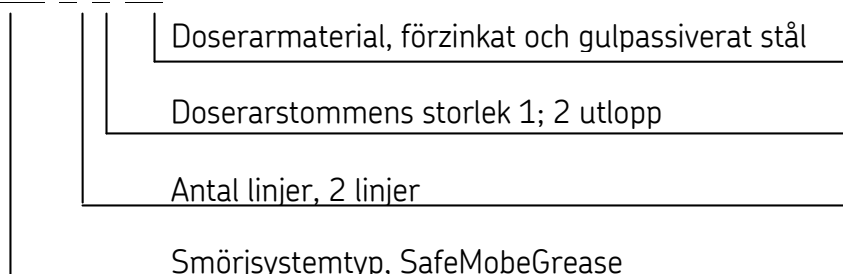 Doserarmaterial, förzinkat och gulpassiverat stål
Doserarstommens storlek 1; 2 utlopp
Antal linjer, 2 linjer
Smörjsystemtyp, SafeMobeGrease